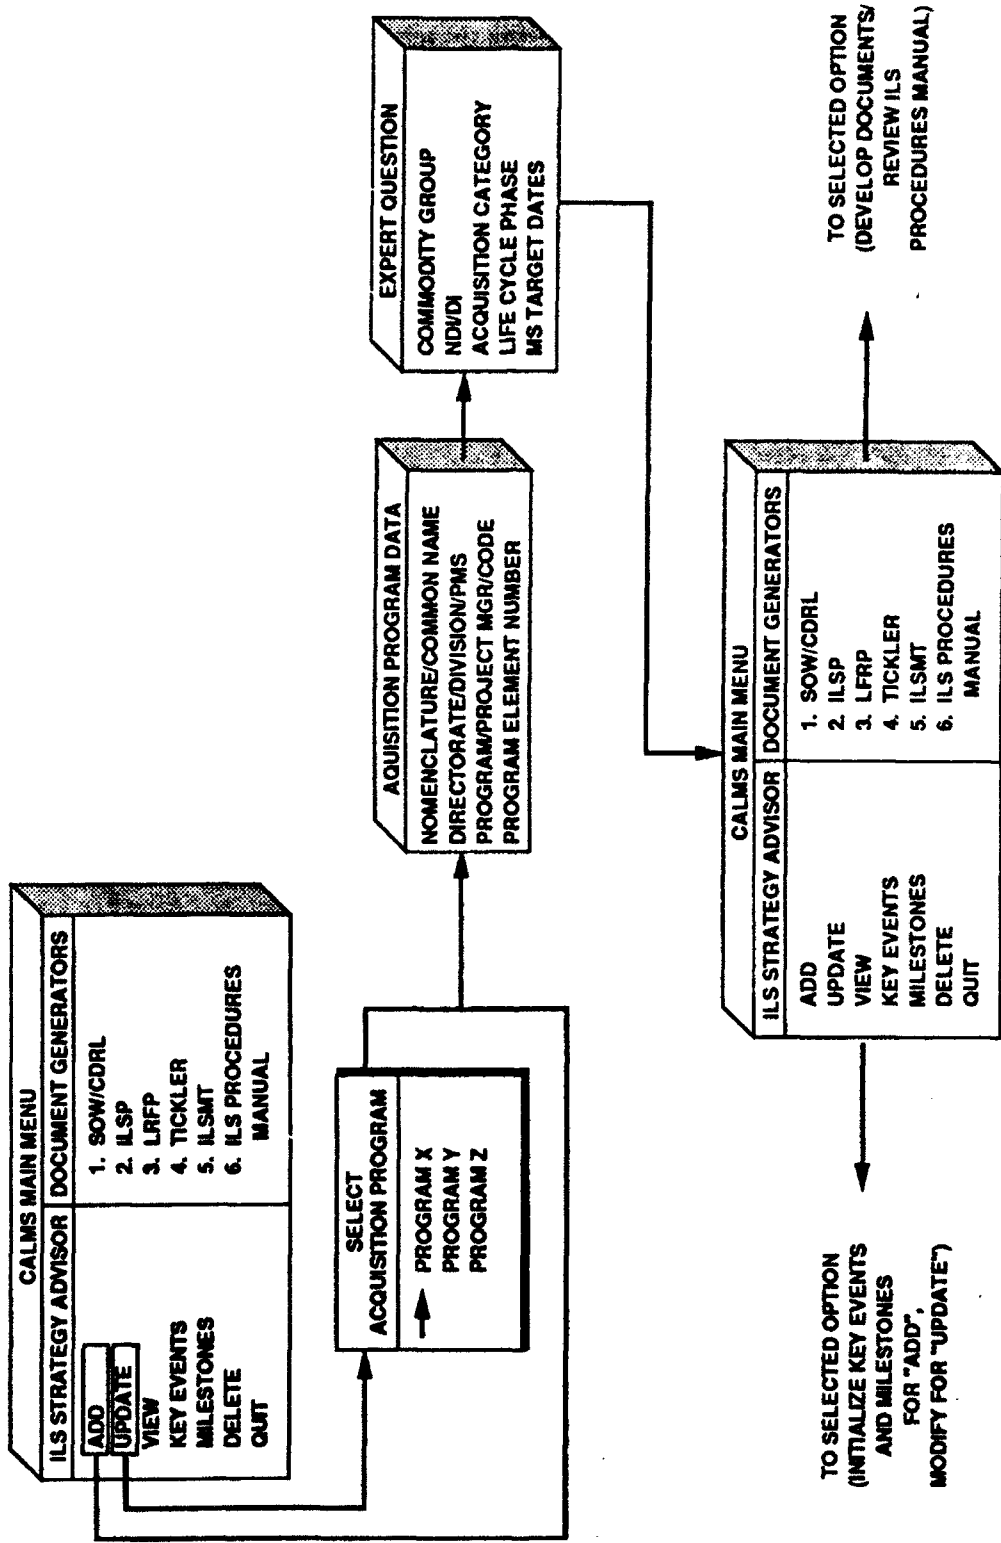 CALMS MAIN MENU
ILS STRATEGY ADVISOR
DOCUMENT GENERATORS
ADD
UPDATE
VIEW
KEY EVENTS
MILESTONES
DELETE
QUIT
1. SOW/CDRL
2. ILSP
3. LRFP
4. TICKLER
5. ILSMT
6. ILS PROCEDURES
MANUAL
SELECT
ACQUISITION PROGRAM
PROGRAM X
PROGRAM Y
PROGRAM Z
AQUISITION PROGRAM DATA
NOMENCLATURE/COMMON NAME
DIRECTORATE/DIVISION/PMS
PROGRAM/PROJECT MGR/CODE
PROGRAM ELEMENT NUMBER
EXPERT QUESTION
COMMODITY GROUP
NDI/DI
ACQUISITION CATEGORY
LIFE CYCLE PHASE
MS TARGET DATES
CALMS MAIN MENU
ILS STRATEGY ADVISOR
DOCUMENT GENERATORS
ADD
UPDATE
VIEW
KEY EVENTS
MILESTONES
DELETE
QUIT
1. SOW/CDRL
2. ILSP
3. LFRP
4. TICKLER
5. ILSMT
6. ILS PROCEDURES
MANUAL
TO SELECTED OPTION
(INITIALIZE KEY EVENTS
AND MILESTONES
FOR "ADD",
MODIFY FOR "UPDATE")
TO SELECTED OPTION
(DEVELOP DOCUMENTS/
REVIEW ILS
PROCEDURES MANUAL)